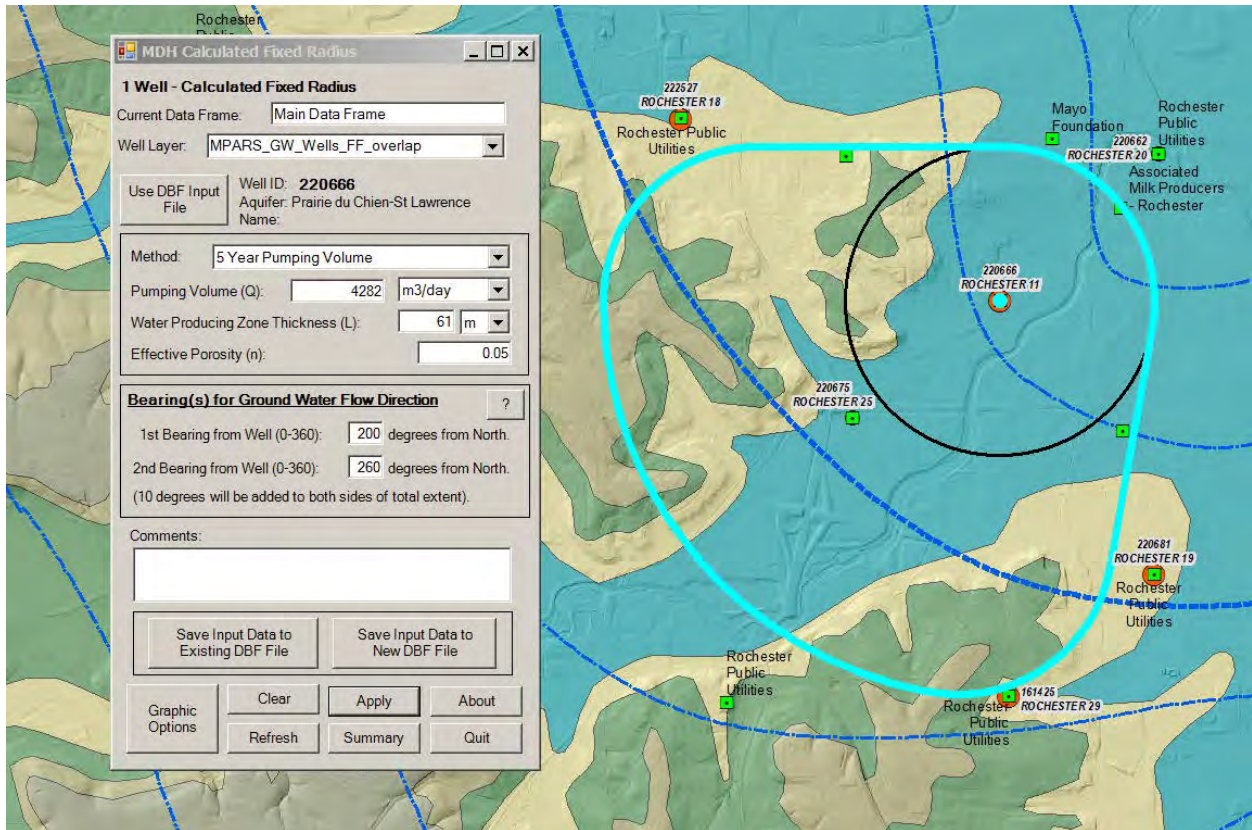 Rochester
Public
MDH Calculated Fixed Radius
1 Well - Calculated Fixed Radius
Current Data Frame: Main Data Frame
Well Layer: MPARS_GW_Wells_FF_overlap
Use DBF Input
File
Well ID: 220666
Aquifer: Prairie du Chien-St Lawrence
Name:
Method: 5 Year Pumping Volume
Pumping Volume (Q): 4282 m3/day
Water Producing Zone Thickness (L): 61 m
Effective Porosity (n): 0.05
Bearing(s) for Ground Water Flow Direction ?
1st Bearing from Well (0-360): 200 degrees from North.
2nd Bearing from Well (0-360): 260 degrees from North.
(10 degrees will be added to both sides of total extent).
Comments:
Save Input Data to
Existing DBF File
Save Input Data to
New DBF File
Graphic
Options
Clear
Apply
About
Refresh
Summary
Quit
222527
ROCHESTER 18
Rochester Public
Utilities
Mayo
Foundation
Rochester
Public
Utilities
220662
ROCHESTER 20
Associated
Milk Producers
- Rochester
220666
ROCHESTER 11
220675
ROCHESTER 25
220681
ROCHESTER 19
Rochester
Public
Utilities
Rochester
Public
Utilities
161425
ROCHESTER 29
Rochester
Public
Utilities